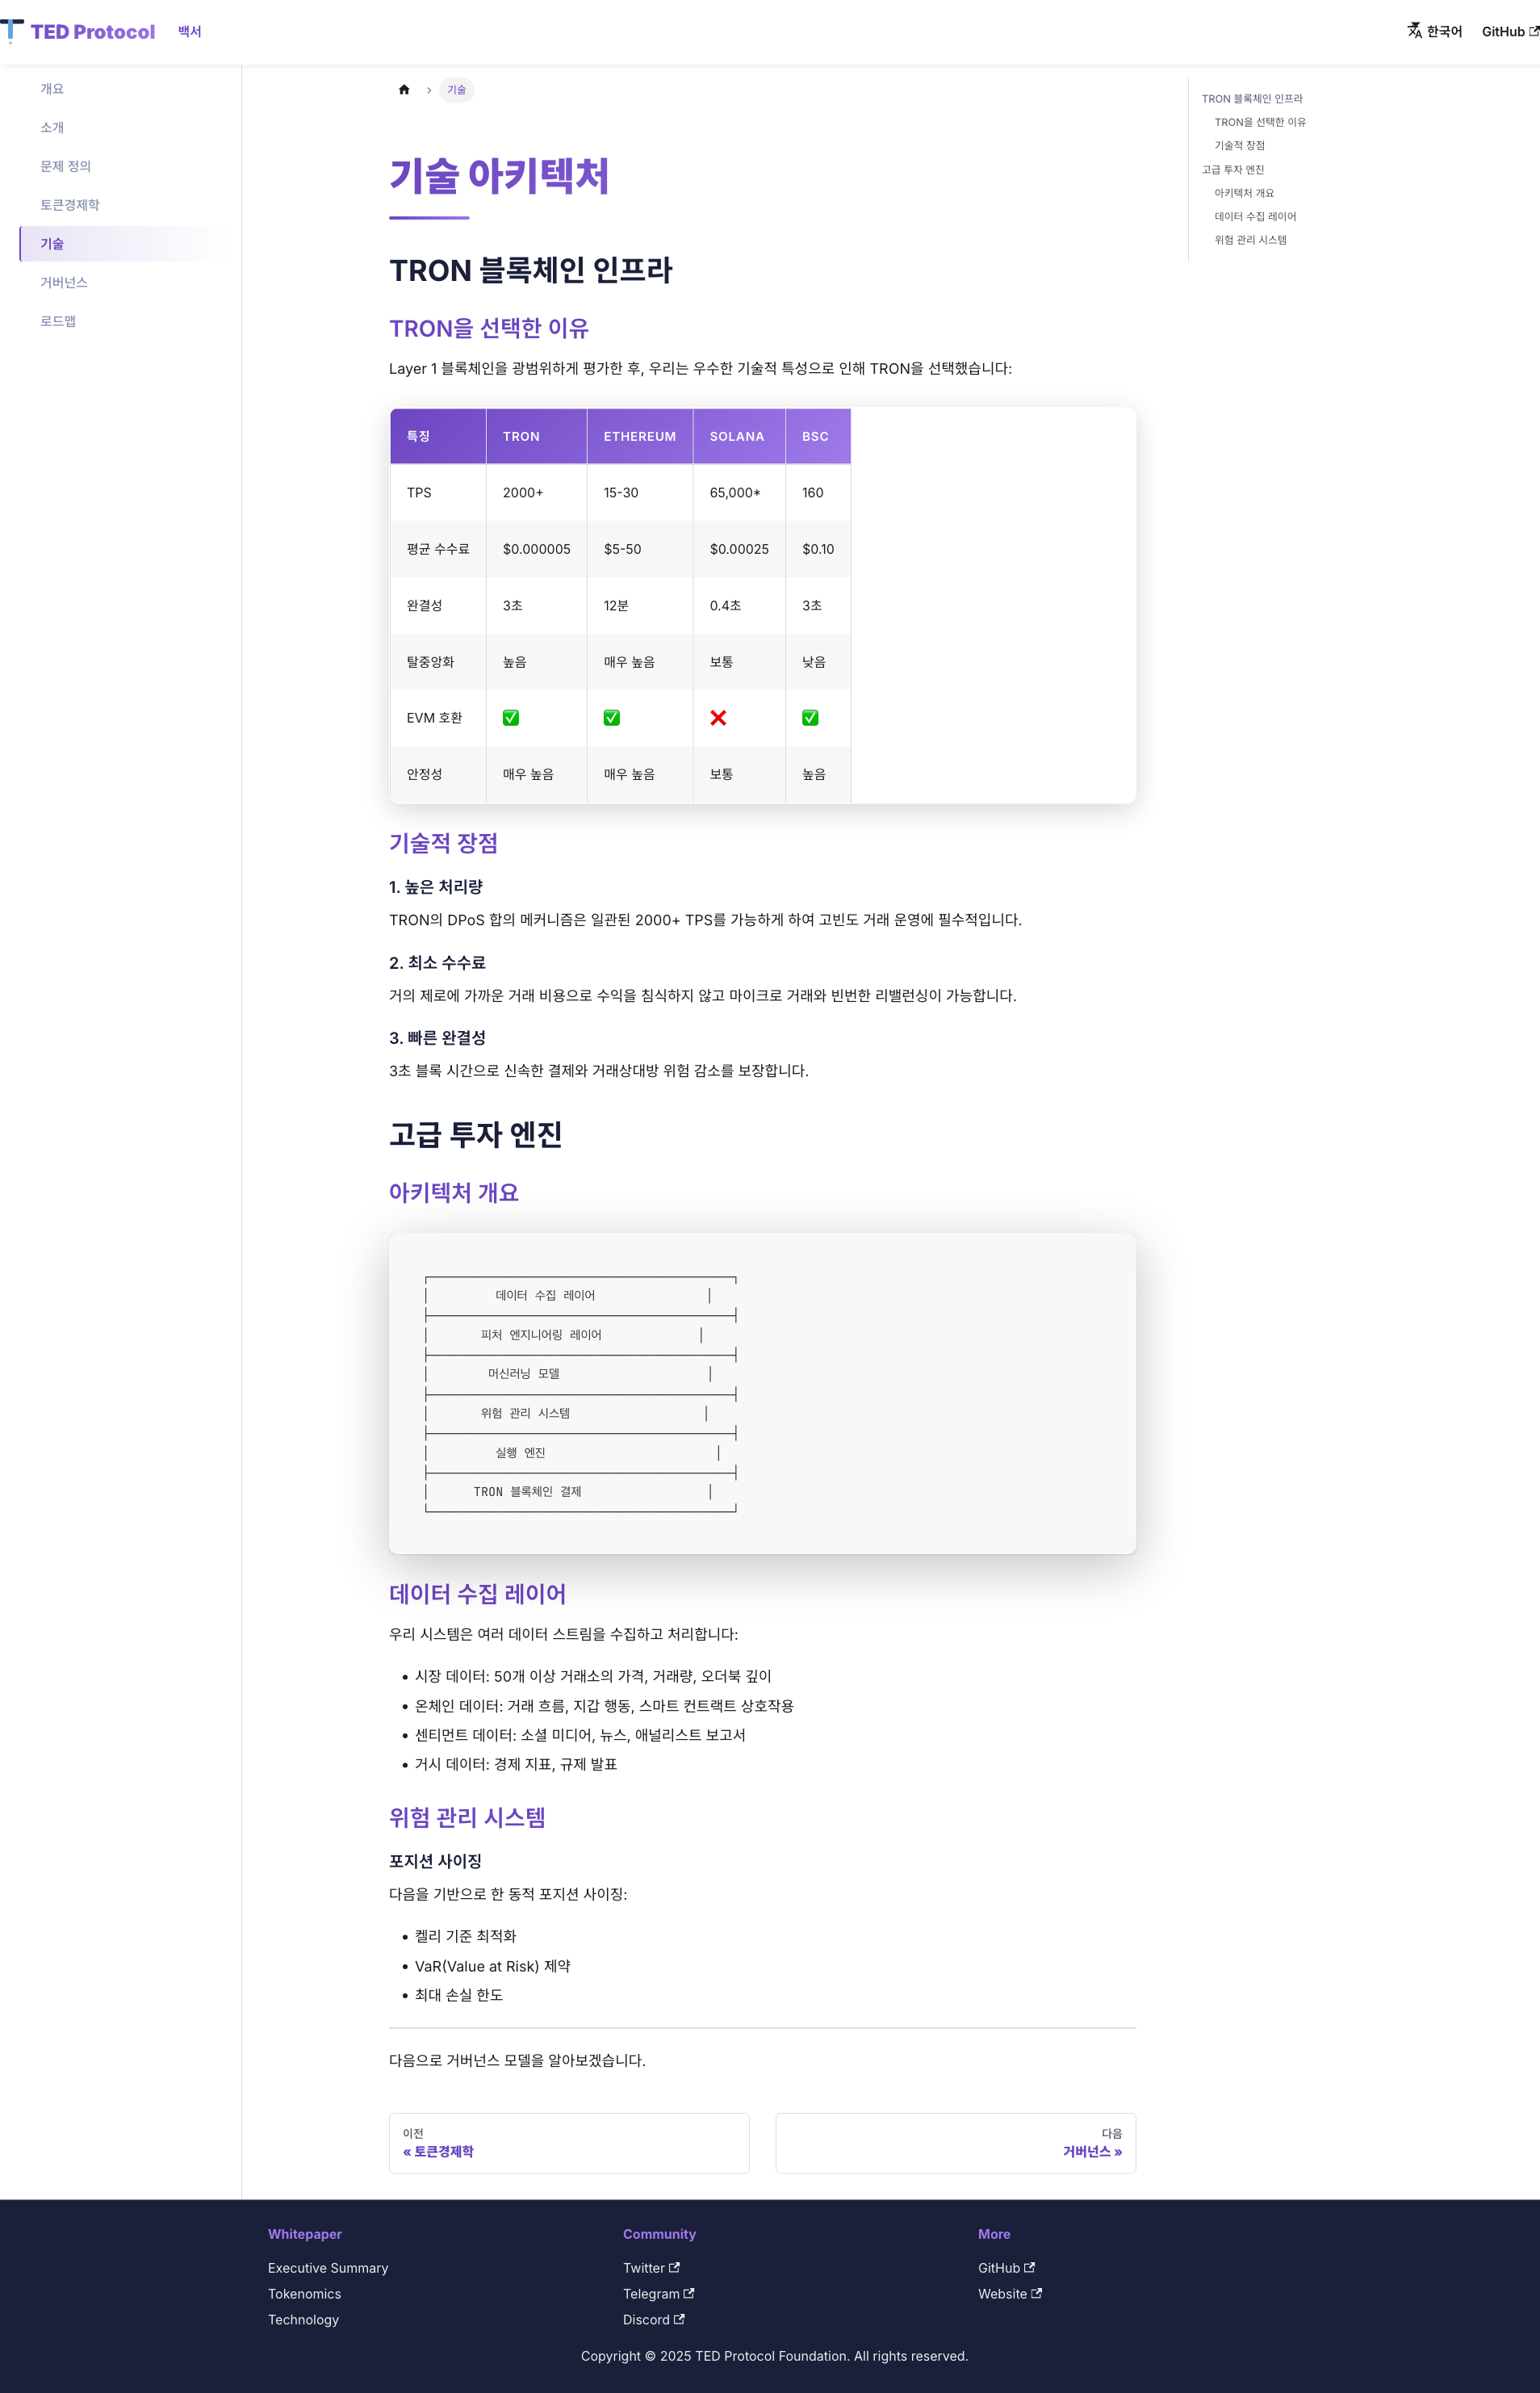 TED Protocol
백서
한국어
GitHub
개요
소개
문제 정의
토큰경제학
기술
거버넌스
로드맵
기술
기술 아키텍처
TRON 블록체인 인프라
TRON을 선택한 이유
Layer 1 블록체인을 광범위하게 평가한 후, 우리는 우수한 기술적 특성으로 인해 TRON을 선택했습니다:
특징 TRON ETHEREUM SOLANA BSC
TPS 2000+ 15-30 65,000* 160
평균 수수료 $0.000005 $5-50 $0.00025 $0.10
완결성 3초 12분 0.4초 3초
탈중앙화 높음 매우 높음 보통 낮음
EVM 호환 ✅ ✅ ❌ ✅
안정성 매우 높음 매우 높음 보통 높음
기술적 장점
1. 높은 처리량
TRON의 DPoS 합의 메커니즘은 일관된 2000+ TPS를 가능하게 하여 고빈도 거래 운영에 필수적입니다.
2. 최소 수수료
거의 제로에 가까운 거래 비용으로 수익을 침식하지 않고 마이크로 거래와 빈번한 리밸런싱이 가능합니다.
3. 빠른 완결성
3초 블록 시간으로 신속한 결제와 거래상대방 위험 감소를 보장합니다.
고급 투자 엔진
아키텍처 개요
데이터 수집 레이어
피처 엔지니어링 레이어
머신러닝 모델
위험 관리 시스템
실행 엔진
TRON 블록체인 결제
데이터 수집 레이어
우리 시스템은 여러 데이터 스트림을 수집하고 처리합니다:
• 시장 데이터: 50개 이상 거래소의 가격, 거래량, 오더북 깊이
• 온체인 데이터: 거래 흐름, 지갑 행동, 스마트 컨트랙트 상호작용
• 센티먼트 데이터: 소셜 미디어, 뉴스, 애널리스트 보고서
• 거시 데이터: 경제 지표, 규제 발표
위험 관리 시스템
포지션 사이징
다음을 기반으로 한 동적 포지션 사이징:
• 켈리 기준 최적화
• VaR(Value at Risk) 제약
• 최대 손실 한도
다음으로 거버넌스 모델을 알아보겠습니다.
이전
« 토큰경제학
다음
거버넌스 »
TRON 블록체인 인프라
TRON을 선택한 이유
기술적 장점
고급 투자 엔진
아키텍처 개요
데이터 수집 레이어
위험 관리 시스템
Whitepaper
Executive Summary
Tokenomics
Technology
Community
Twitter
Telegram
Discord
More
GitHub
Website
Copyright © 2025 TED Protocol Foundation. All rights reserved.